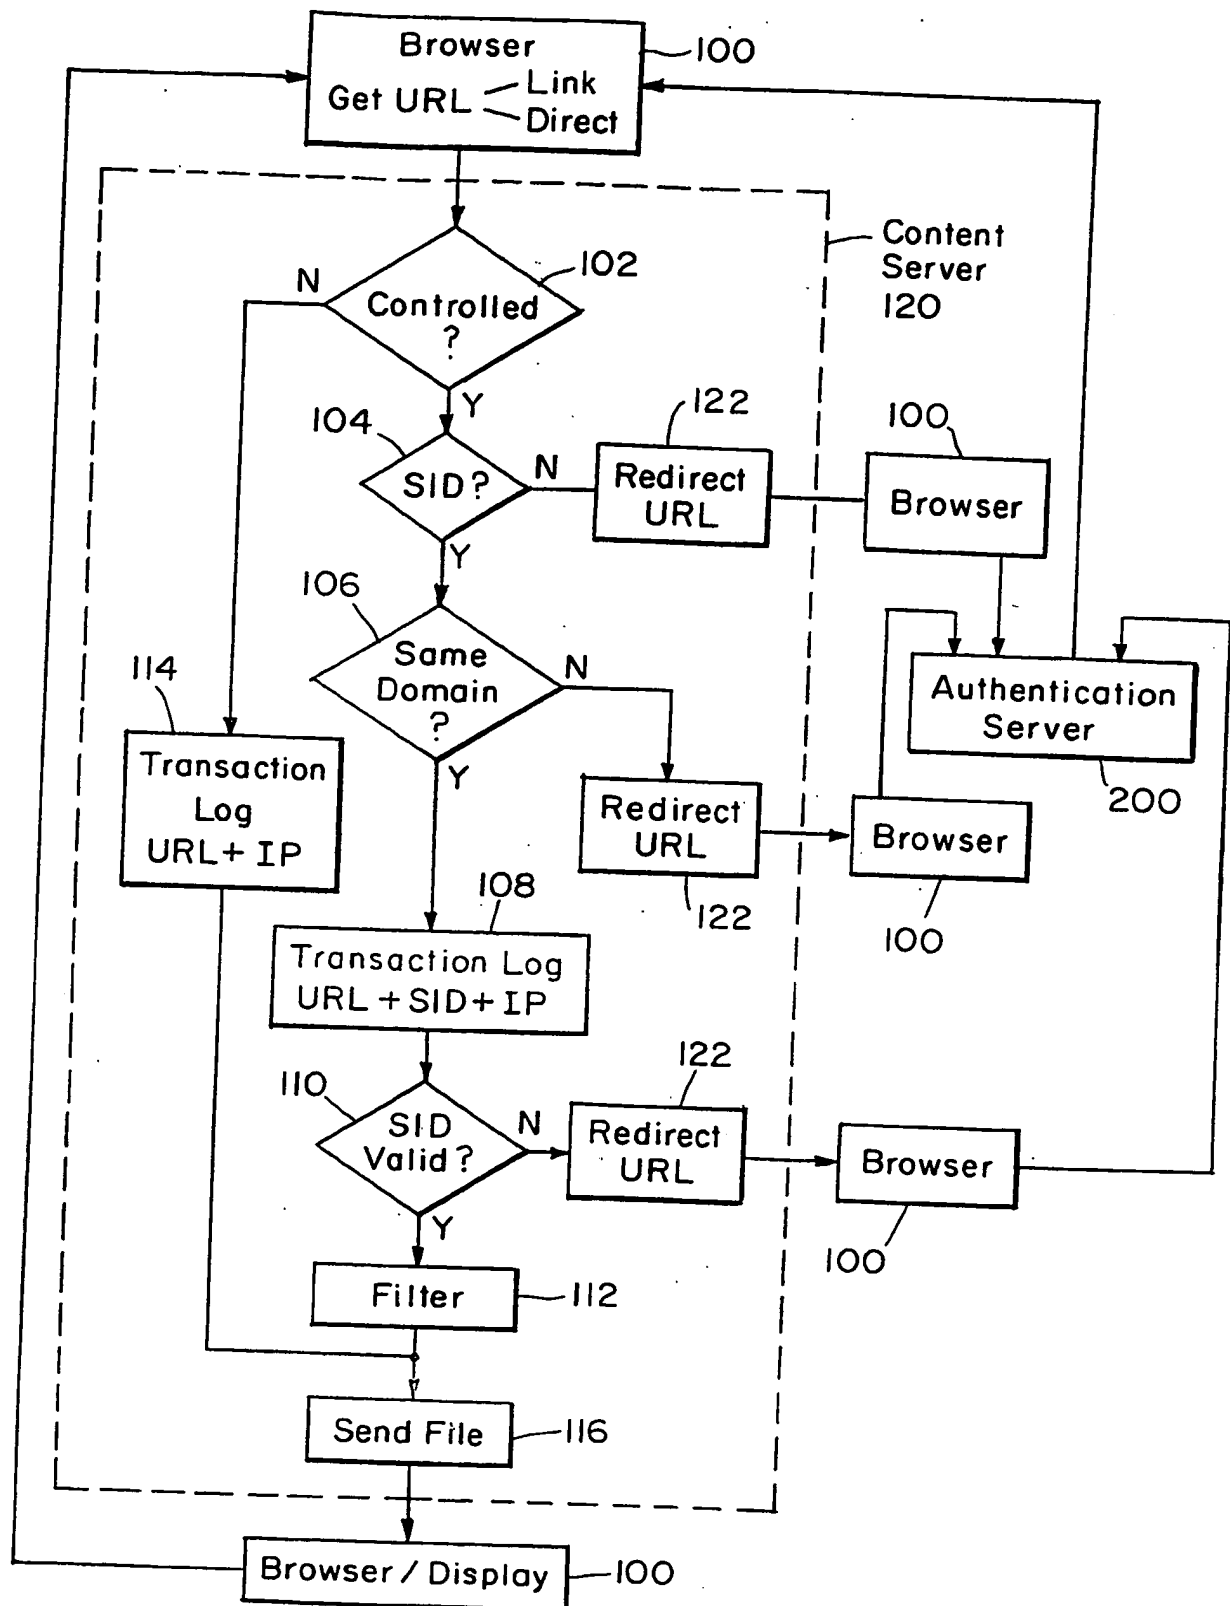 Browser
Get URL
Link
Direct
100
Content
Server
120
102
N
Controlled
?
Y
104
SID?
N
122
Redirect
URL
100
Browser
Y
106
Same
Domain
?
N
Y
114
Transaction
Log
URL+IP
Authentication
Server
200
Redirect
URL
122
Browser
100
108
Transaction Log
URL+SID+IP
110
SID
Valid?
N
122
Redirect
URL
Browser
100
Y
Filter
112
Send File
116
Browser / Display
100